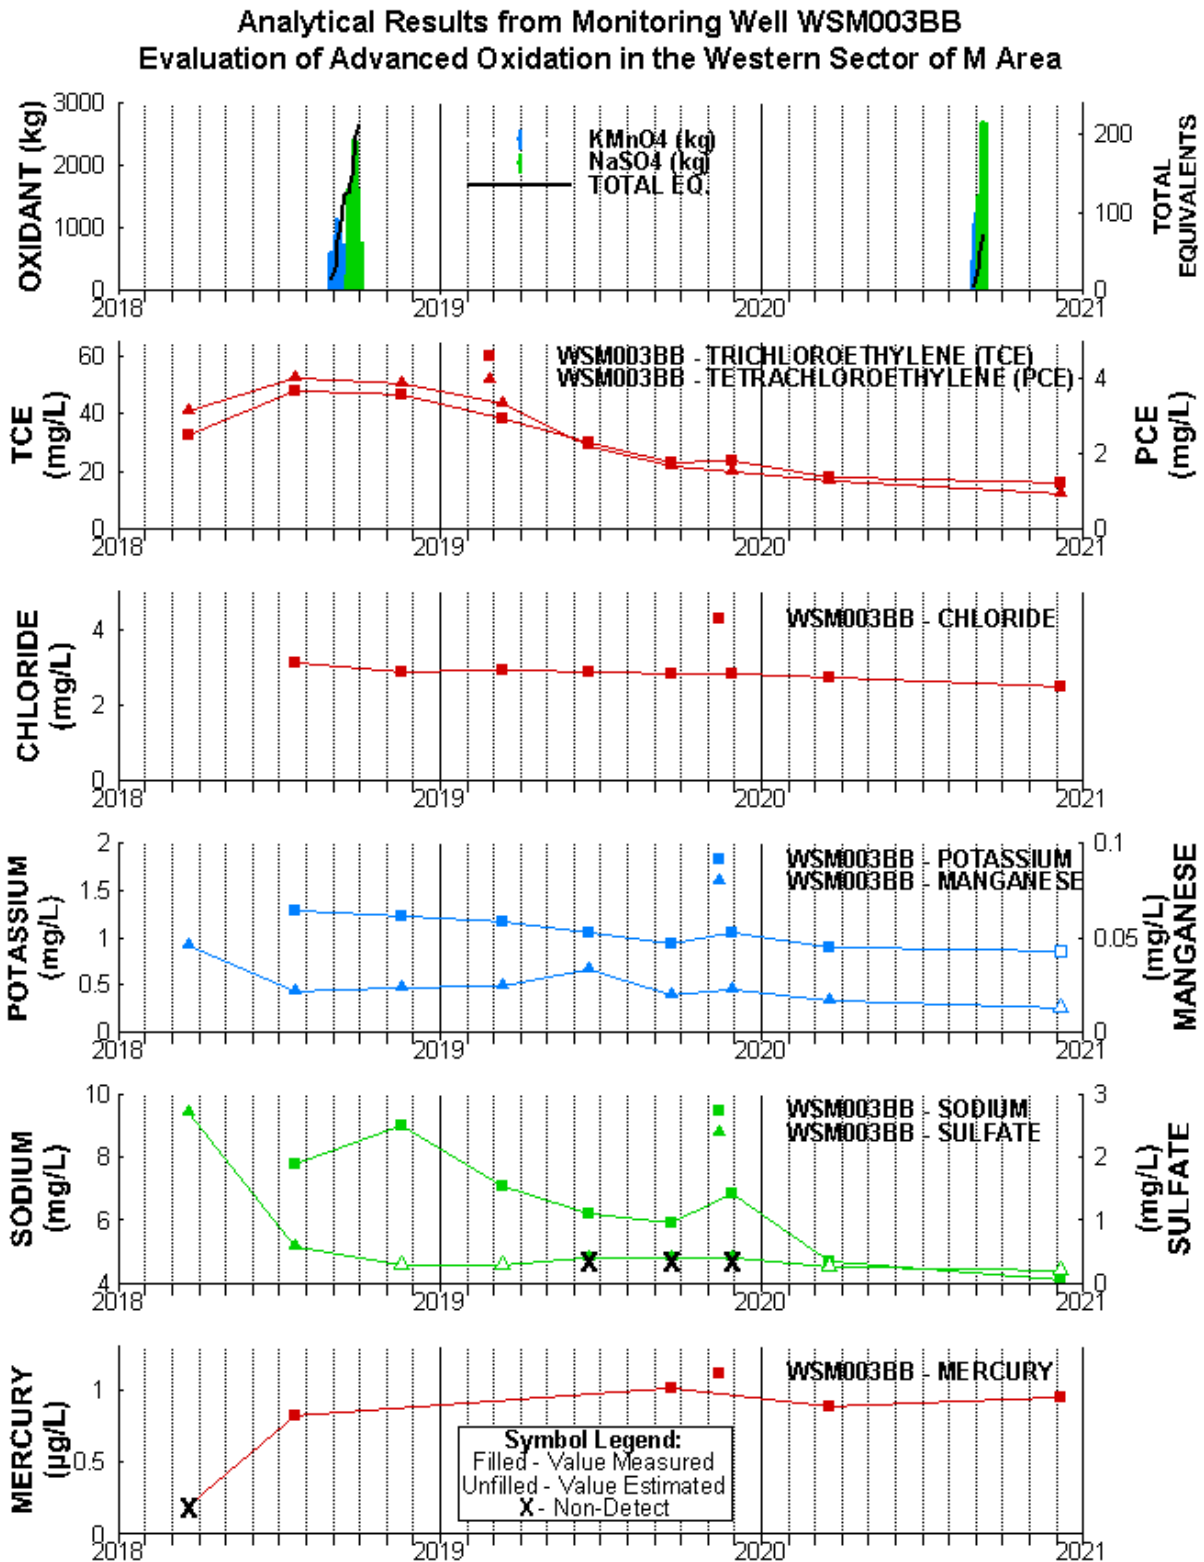 Analytical Results from Monitoring Well WSM003BB
Evaluation of Advanced Oxidation in the Western Sector of M Area
OXIDANT (kg)
3000
2000
1000
0
KMnO4 (kg)
NaSO4 (kg)
TOTAL EQ.
200
100
0
TOTAL
EQUIVALENTS
2018 2019 2020 2021
TCE
(mg/L)
60
40
20
0
WSM003BB - TRICHLOROETHYLENE (TCE)
WSM003BB - TETRACHLOROETHYLENE (PCE)
4
2
0
PCE
(mg/L)
2018 2019 2020 2021
CHLORIDE
(mg/L)
4
2
0
WSM003BB - CHLORIDE
2018 2019 2020 2021
POTASSIUM
(mg/L)
2
1.5
1
0.5
0
WSM003BB - POTASSIUM
WSM003BB - MANGANESE
0.1
0.05
0
(mg/L)
MANGANESE
2018 2019 2020 2021
SODIUM
(mg/L)
10
8
6
4
WSM003BB - SODIUM
WSM003BB - SULFATE
3
2
1
0
(mg/L)
SULFATE
2018 2019 2020 2021
MERCURY
(µg/L)
1
0.5
0
WSM003BB - MERCURY
Symbol Legend:
Filled - Value Measured
Unfilled - Value Estimated
X - Non-Detect
2018 2019 2020 2021